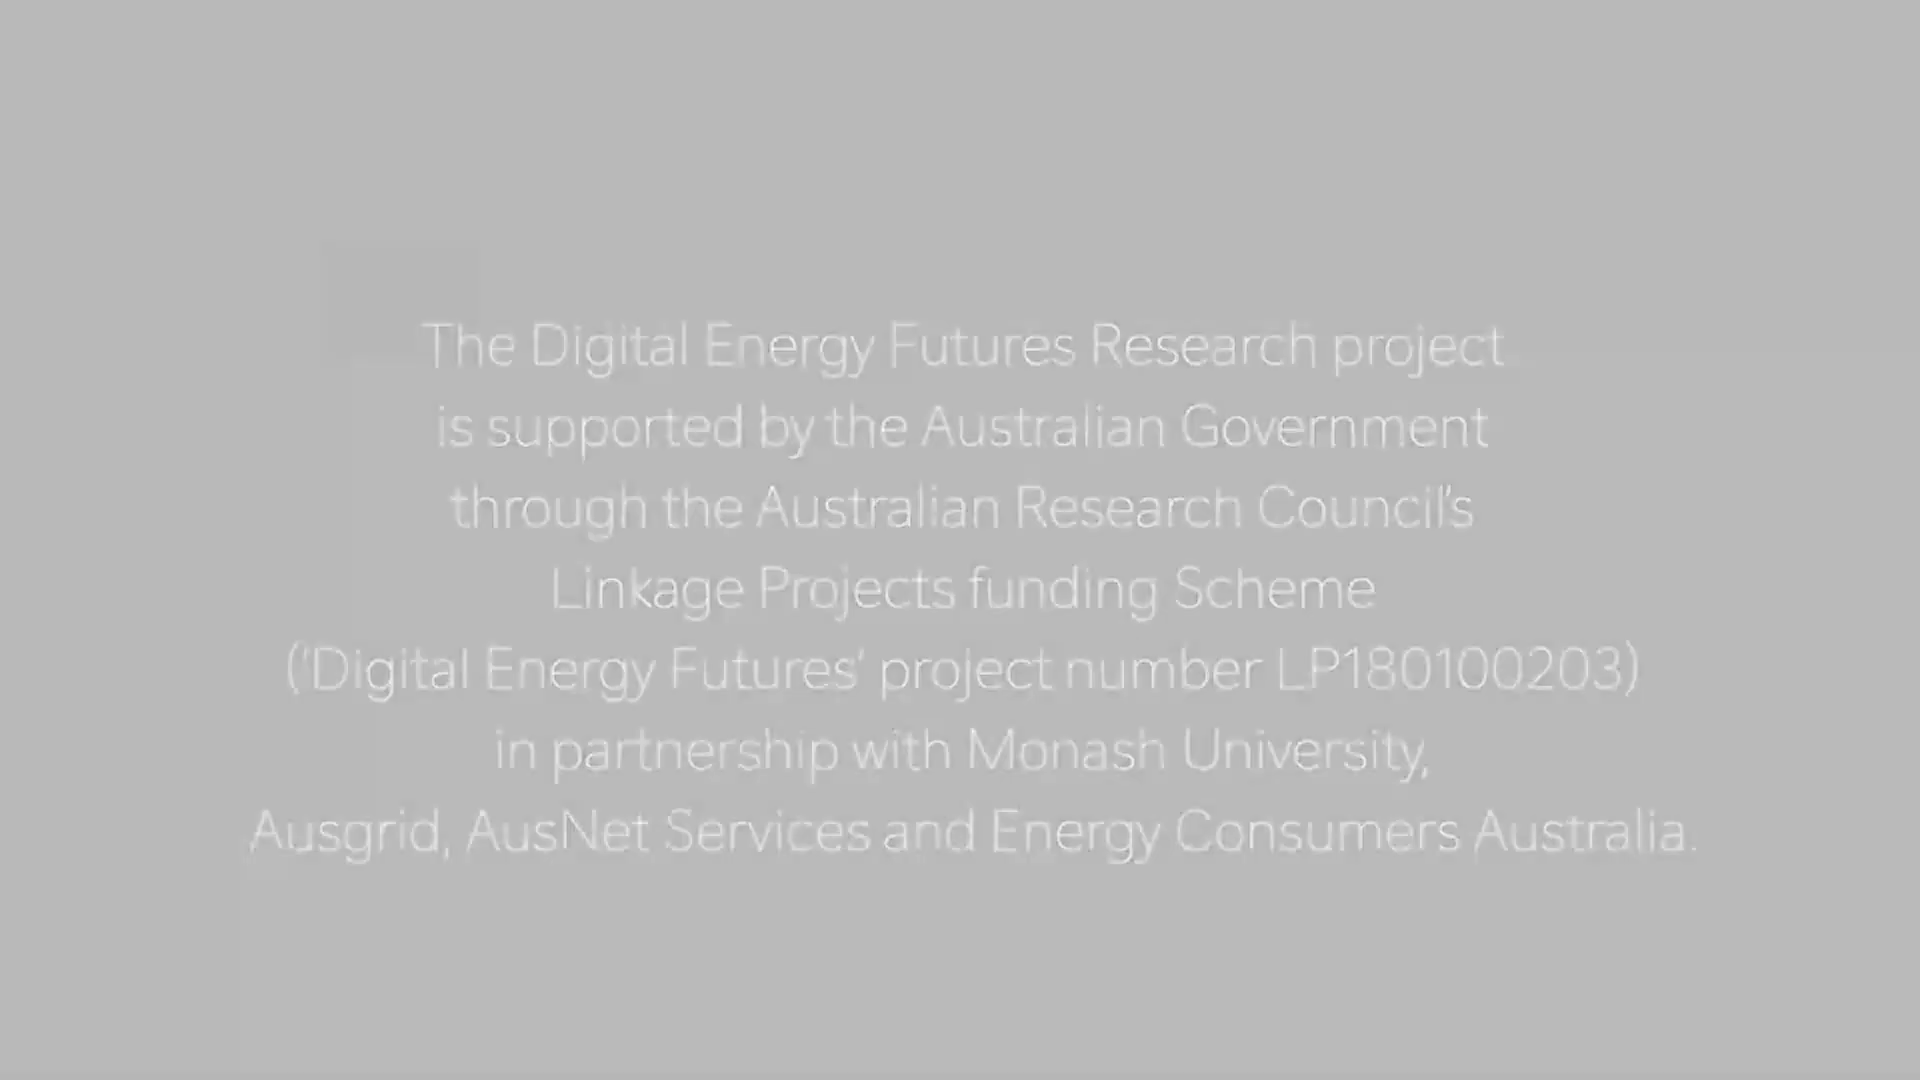 The Digital Energy Futures Research project
is supported by the Australian Government
through the Australian Research Council's
Linkage Projects funding Scheme
('Digital Energy Futures' project number LP180100203)
in partnership with Monash University,
Ausgrid, AusNet Services and Energy Consumers Australia.